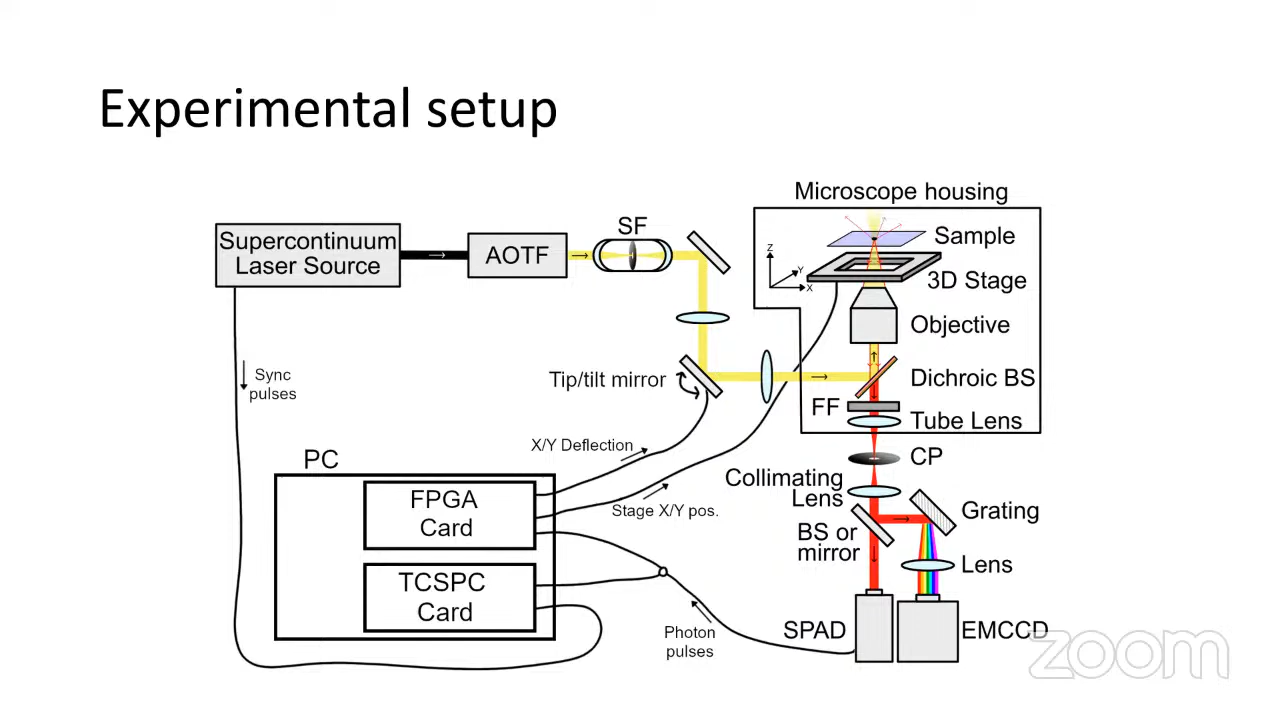 Experimental setup
Microscope housing
SF
Supercontinuum
Laser Source
AOTF
Sample
Z
Y
X
3D Stage
Objective
Sync
pulses
Tip/tilt mirror
Dichroic BS
FF
Tube Lens
X/Y Deflection
PC
CP
Collimating
Lens
FPGA
Card
Stage X/Y pos.
Grating
BS or
mirror
Lens
TCSPC
Card
Photon
pulses
SPAD
EMCCD
zoom